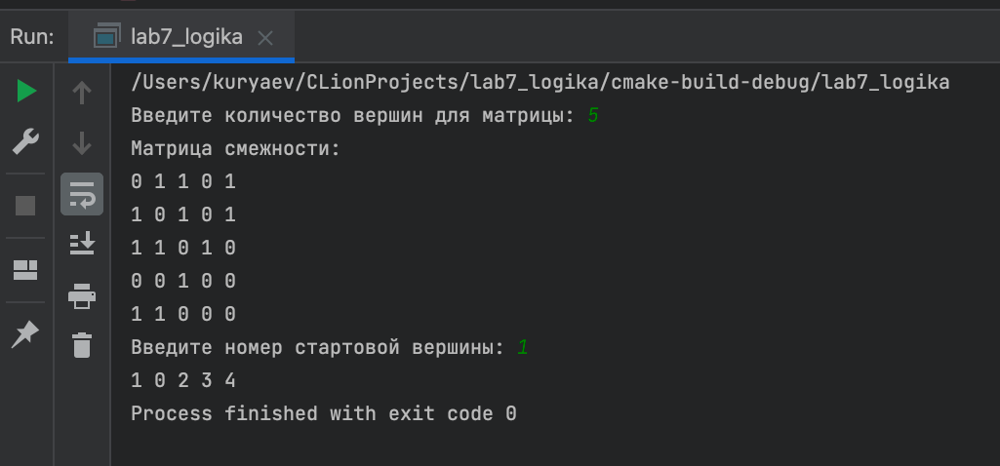 Run: lab7_logika
/Users/kuryaev/CLionProjects/lab7_logika/cmake-build-debug/lab7_logika
Введите количество вершин для матрицы: 5
Матрица смежности:
0 1 1 0 1
1 0 1 0 1
1 1 0 1 0
0 0 1 0 0
1 1 0 0 0
Введите номер стартовой вершины: 1
1 0 2 3 4
Process finished with exit code 0